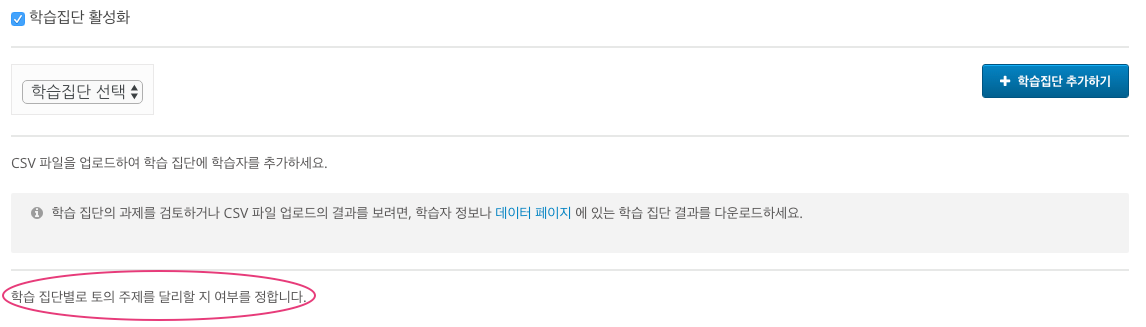 학습집단 활성화
학습집단 선택
+ 학습집단 추가하기
CSV 파일을 업로드하여 학습 집단에 학습자를 추가하세요.
학습 집단의 과제를 검토하거나 CSV 파일 업로드의 결과를 보려면, 학습자 정보나 데이터 페이지 에 있는 학습 집단 결과를 다운로드하세요.
학습 집단별로 토의 주제를 달리할 지 여부를 정합니다.